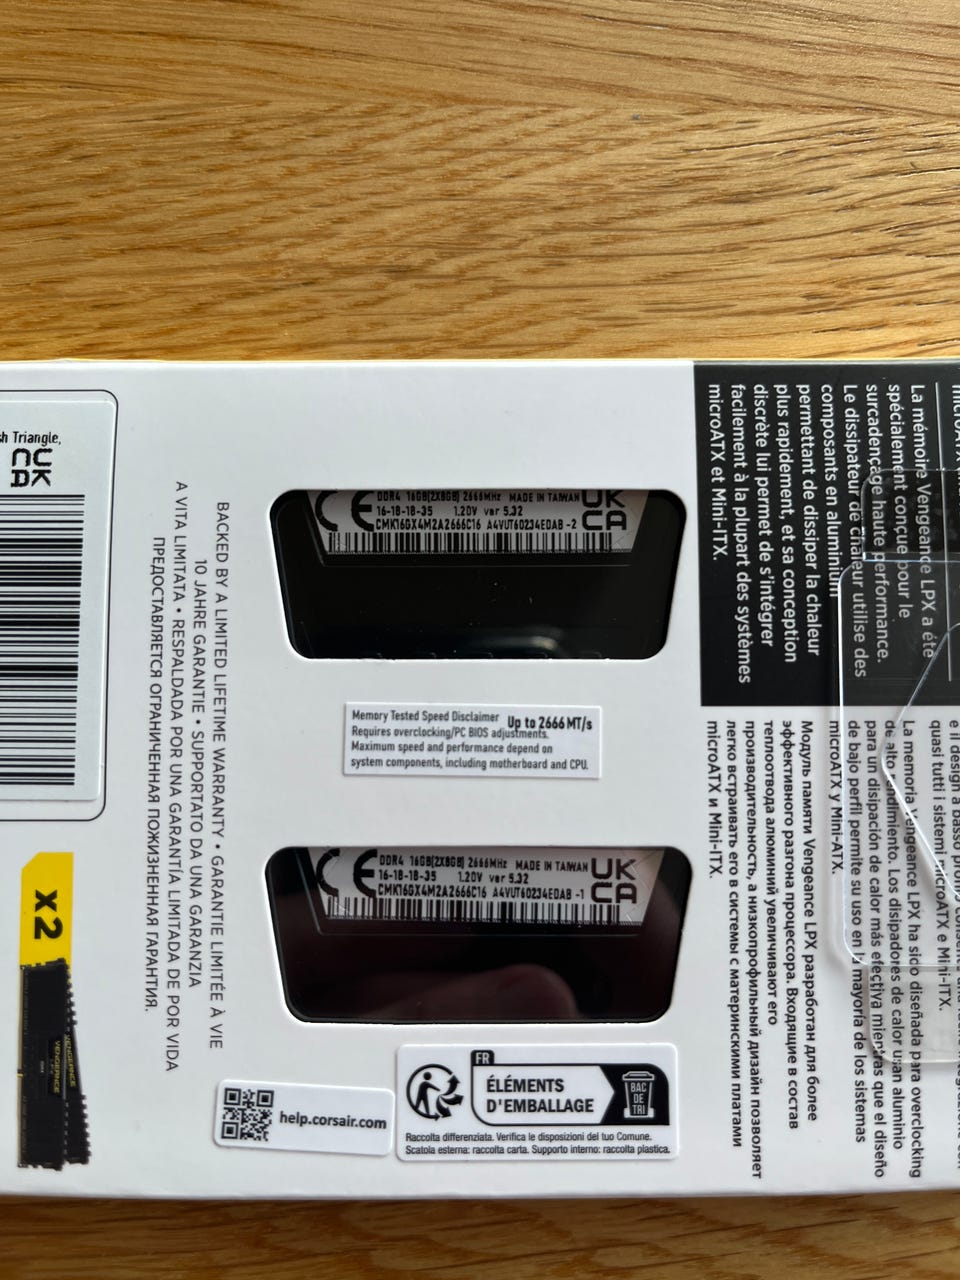 sh Triangle,
UK
CA
BACKED BY A LIMITED LIFETIME WARRANTY • GARANTIE LIMITÉE À VIE
10 JAHRE GARANTIE • SUPPORTATO DA UNA GARANZIA
A VITA LIMITATA • RESPALDADA POR UNA GARANTÍA LIMITADA DE POR VIDA
ПРЕДОСТАВЛЯЕТСЯ ОГРАНИЧЕННАЯ ПОЖИЗНЕННАЯ ГАРАНТИЯ.
x2
VENGEANCE
VENGEANCE
CE
DDR4 16GB(2X8GB) 2666MHz MADE IN TAIWAN
16-18-18-35 1.20V ver 5.32
CMK16GX4M2A2666C16 A4VUT60234EDAB -2
UK
CA
Memory Tested Speed Disclaimer Up to 2666 MT/s
Requires overclocking/PC BIOS adjustments.
Maximum speed and performance depend on
system components, including motherboard and CPU.
CE
DDR4 16GB(2X8GB) 2666MHz MADE IN TAIWAN
16-18-18-35 1.20V ver 5.32
CMK16GX4M2A2666C16 A4VUT60234EDAB -1
UK
CA
help.corsair.com
FR
ÉLÉMENTS
D'EMBALLAGE
BAC
DE
TRI
Raccolta differenziata. Verifica le disposizioni del tuo Comune.
Scatola esterna: raccolta carta. Supporto interno: raccolta plastica.
La mémoire Vengeance LPX a été
spécialement conçue pour le
surcadençage haute performance.
Le dissipateur de chaleur utilise des
composants en aluminium
permettant de dissiper la chaleur
plus rapidement, et sa conception
discrète lui permet de s'intégrer
facilement à la plupart des systèmes
microATX et Mini-ITX.
e il design a basso
quasi tutti i sistemi microATX e Mini-ITX.
La memoria Vengeance LPX ha sido diseñada para overclocking
de alto rendimiento. Los disipadores de calor usan aluminio
para un disipación de calor más efectiva mientras que el diseño
de bajo perfil permite su uso en la mayoría de los sistemas
microATX y Mini-ATX.
Модуль памяти Vengeance LPX разработан для более
эффективного разгона процессора. Входящие в состав
теплоотвода алюминий увеличивают его
производительность, а низкопрофильный дизайн позволяет
легко встраивать его в системы с материнскими платами
microATX и Mini-ITX.